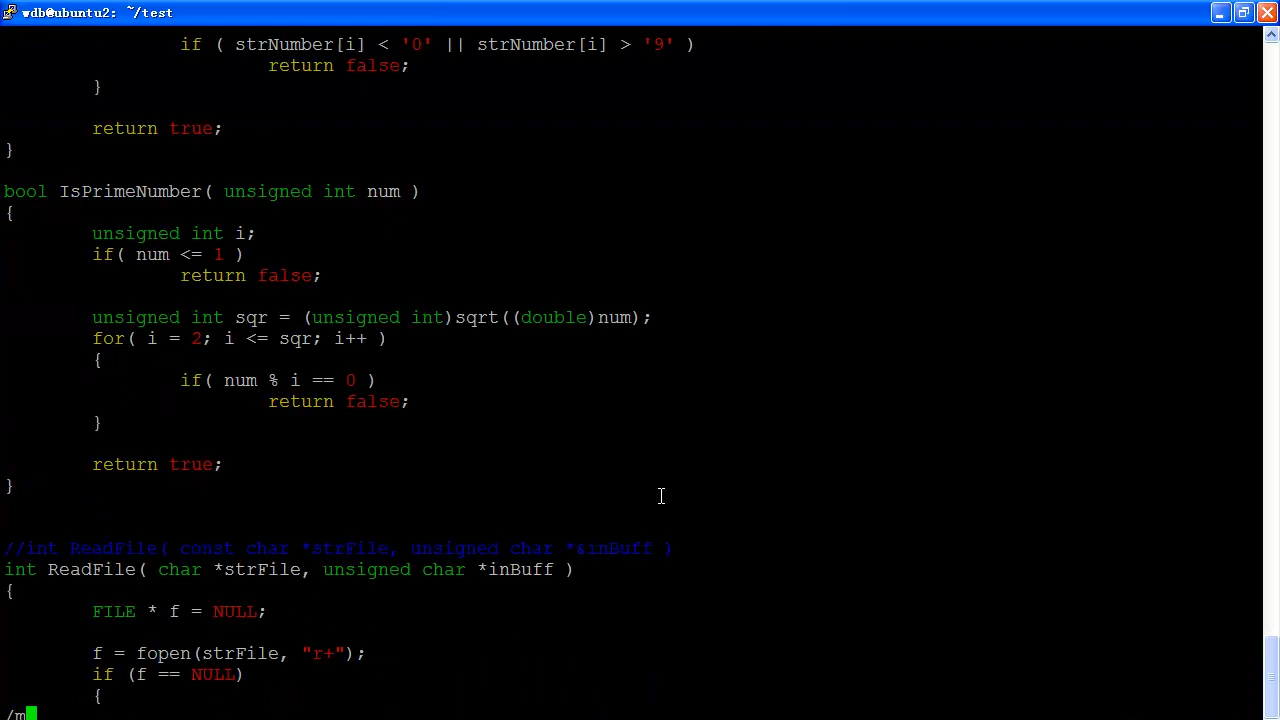 wdb@ubuntu2: ~/test
if ( strNumber[i] < '0' || strNumber[i] > '9' )
return false;
}
return true;
}
bool IsPrimeNumber( unsigned int num )
{
unsigned int i;
if( num <= 1 )
return false;
unsigned int sqr = (unsigned int)sqrt((double)num);
for( i = 2; i <= sqr; i++ )
{
if( num % i == 0 )
return false;
}
return true;
}
//int ReadFile( const char *strFile, unsigned char *&inBuff )
int ReadFile( char *strFile, unsigned char *inBuff )
{
FILE * f = NULL;
f = fopen(strFile, "r+");
if (f == NULL)
{
/m